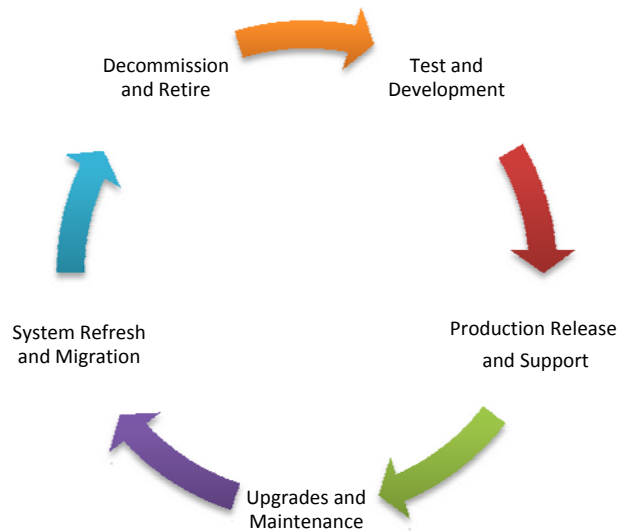 Decommission
and Retire
Test and
Development
Production Release
and Support
Upgrades and
Maintenance
System Refresh
and Migration